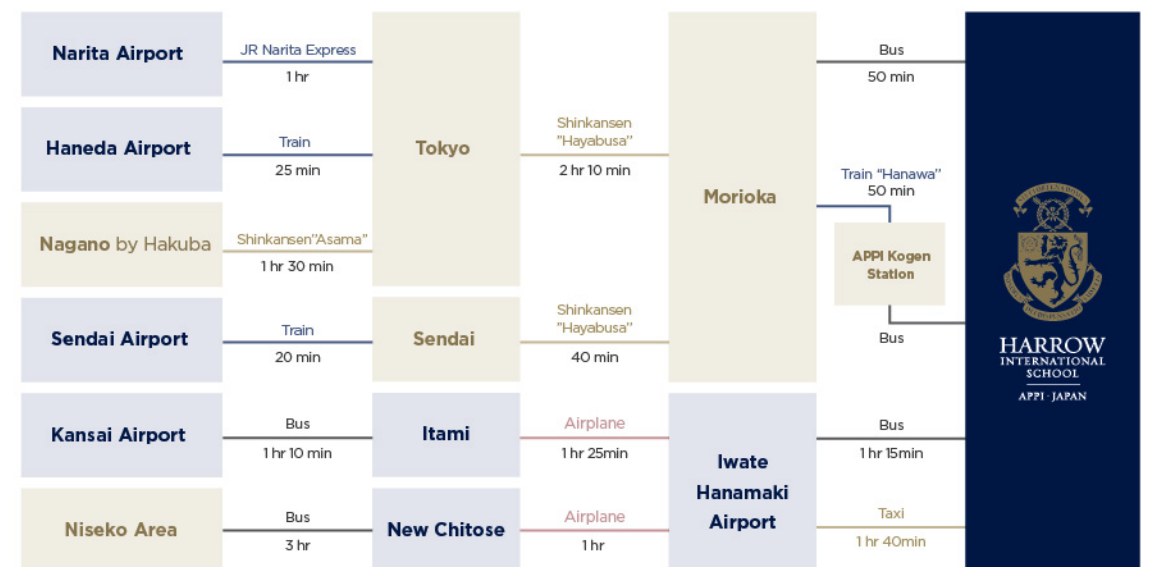 Narita Airport
JR Narita Express
1 hr
Haneda Airport
Train
25 min
Nagano by Hakuba
Shinkansen"Asama"
1 hr 30 min
Tokyo
Shinkansen
"Hayabusa"
2 hr 10 min
Sendai Airport
Train
20 min
Sendai
Shinkansen
"Hayabusa"
40 min
Morioka
Bus
50 min
Train "Hanawa"
50 min
APPI Kogen
Station
Bus
Kansai Airport
Bus
1 hr 10 min
Itami
Airplane
1 hr 25min
Niseko Area
Bus
3 hr
New Chitose
Airplane
1 hr
Iwate
Hanamaki
Airport
Bus
1 hr 15min
Taxi
1 hr 40min
HARROW
INTERNATIONAL
SCHOOL
APPI · JAPAN